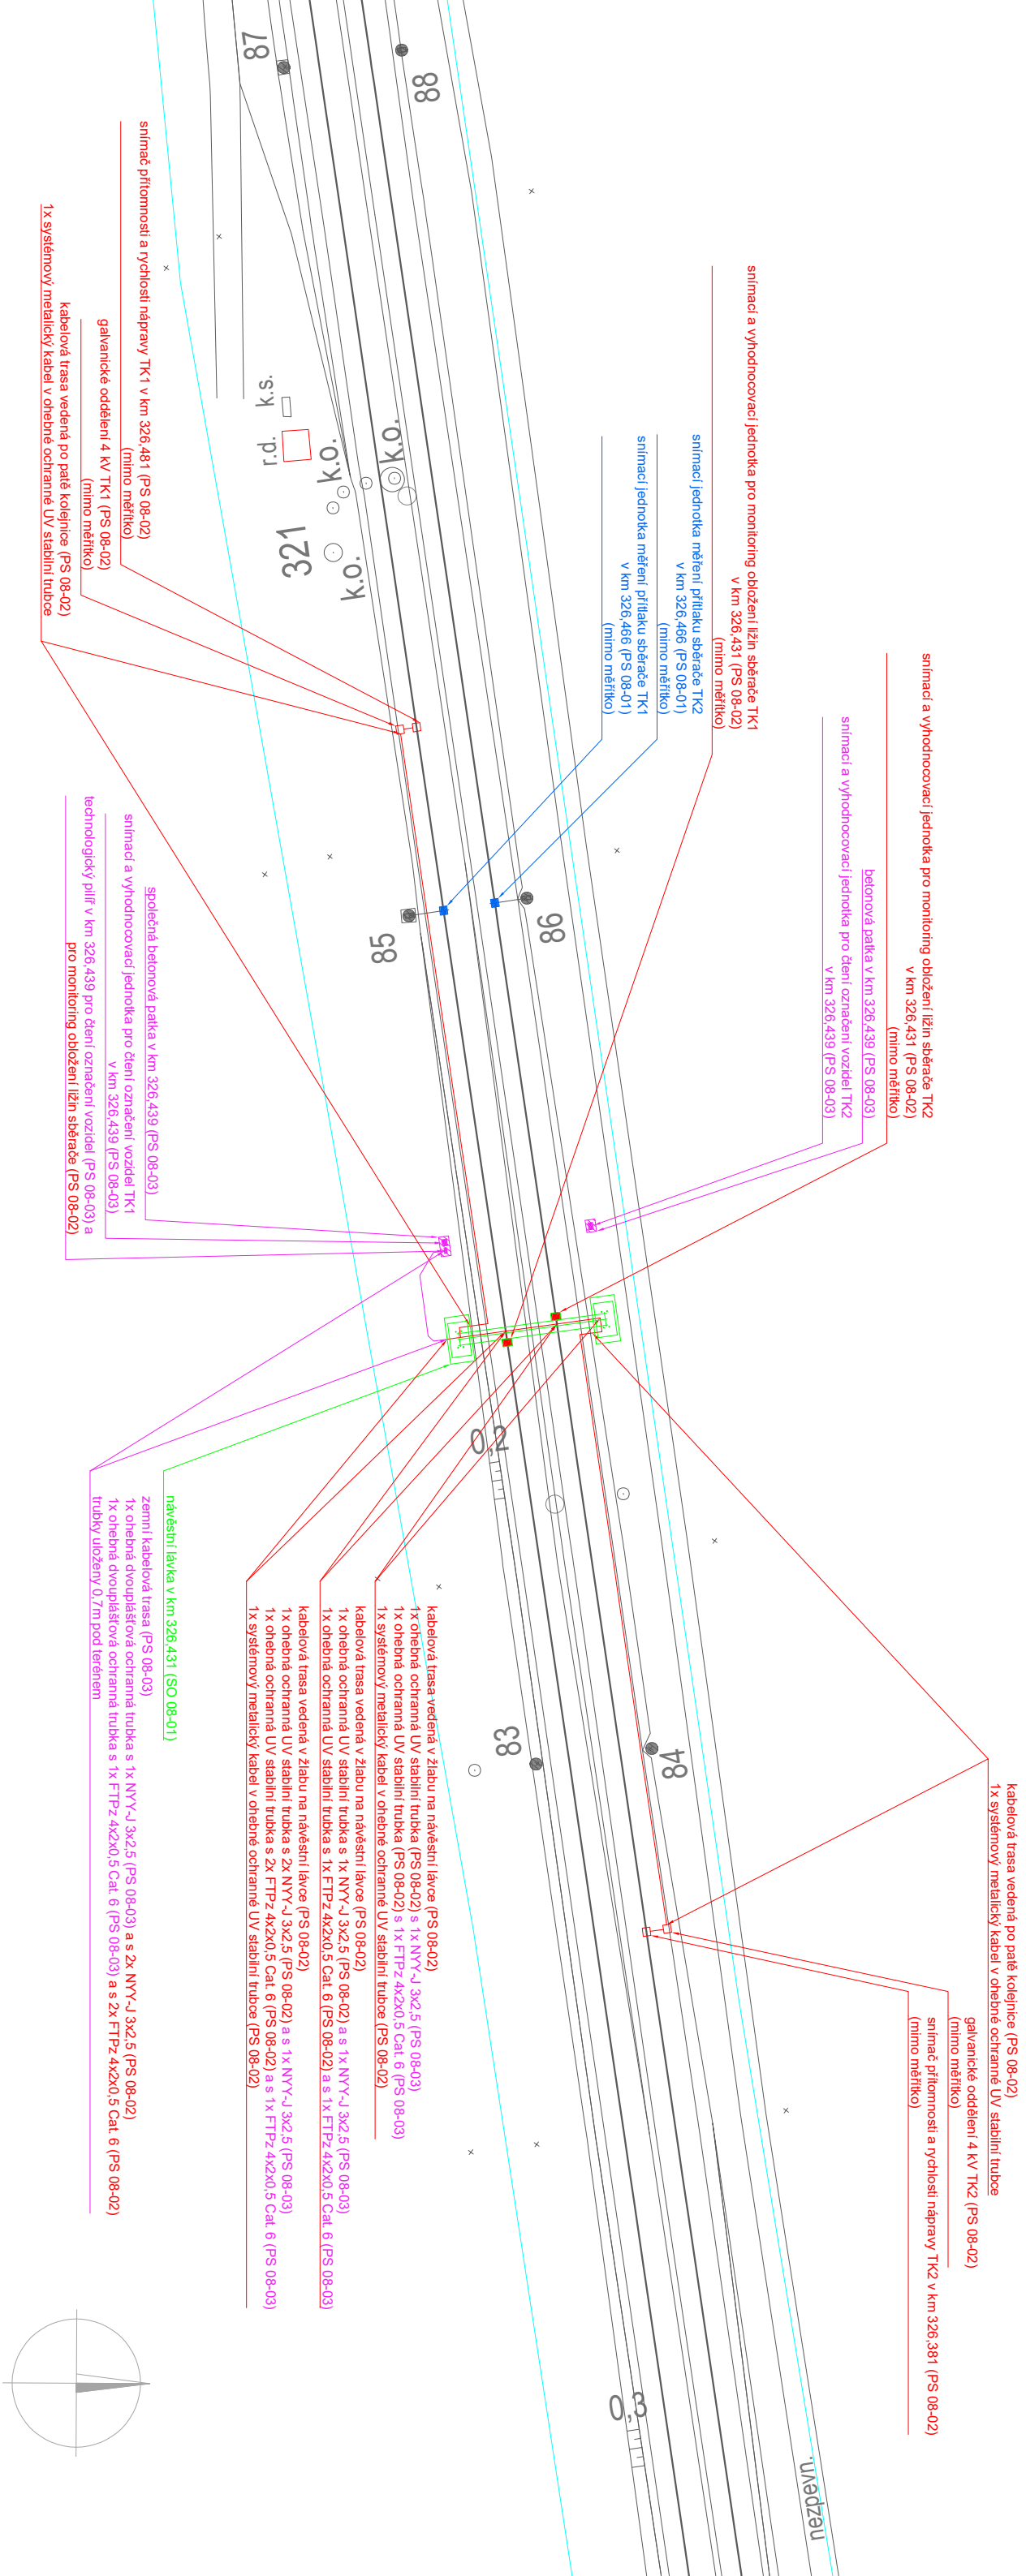 87
88
snímač přítomnosti a rychlosti nápravy TK1 v km 326,481 (PS 08-02)
(mimo měřítko)
galvanické oddělení 4 kV TK1 (PS 08-02)
(mimo měřítko)
kabelová trasa vedená po patě kolejnice (PS 08-02)
1x systémový metalický kabel v ohebné ochranné UV stabilní trubce
k.s.
r.d.
k.o.
k.o.
k.o.
321
snímací a vyhodnocovací jednotka pro monitoring obložení ližin sběrače TK1
v km 326,431 (PS 08-02)
(mimo měřítko)
snímací jednotka měření přítlaku sběrače TK2
v km 326,466 (PS 08-01)
(mimo měřítko)
snímací jednotka měření přítlaku sběrače TK1
v km 326,466 (PS 08-01)
(mimo měřítko)
snímací a vyhodnocovací jednotka pro monitoring obložení ližin sběrače TK2
v km 326,431 (PS 08-02)
(mimo měřítko)
betonová patka v km 326,439 (PS 08-03)
snímací a vyhodnocovací jednotka pro čtení označení vozidel TK2
v km 326,439 (PS 08-03)
85
86
společná betonová patka v km 326,439 (PS 08-03)
snímací a vyhodnocovací jednotka pro čtení označení vozidel TK1
v km 326,439 (PS 08-03)
technologický pilíř v km 326,439 pro čtení označení vozidel (PS 08-03) a
pro monitoring obložení ližin sběrače (PS 08-02)
0,2
83
84
návěstní lávka v km 326,431 (SO 08-01)
zemní kabelová trasa (PS 08-03)
1x ohebná dvouplášťová ochranná trubka s 1x NYY-J 3x2,5 (PS 08-03) a s 2x NYY-J 3x2,5 (PS 08-02)
1x ohebná dvouplášťová ochranná trubka s 1x FTPz 4x2x0,5 Cat. 6 (PS 08-03) a s 2x FTPz 4x2x0,5 Cat. 6 (PS 08-02)
trubky uloženy 0,7m pod terénem
kabelová trasa vedená v žlabu na návěstní lávce (PS 08-02)
1x ohebná ochranná UV stabilní trubka (PS 08-02) s 1x NYY-J 3x2,5 (PS 08-03)
1x ohebná ochranná UV stabilní trubka (PS 08-02) s 1x FTPz 4x2x0,5 Cat. 6 (PS 08-03)
1x systémový metalický kabel v ohebné ochranné UV stabilní trubce (PS 08-02)
kabelová trasa vedená v žlabu na návěstní lávce (PS 08-02)
1x ohebná ochranná UV stabilní trubka s 1x NYY-J 3x2,5 (PS 08-02) a s 1x NYY-J 3x2,5 (PS 08-03)
1x ohebná ochranná UV stabilní trubka s 1x FTPz 4x2x0,5 Cat. 6 (PS 08-02) a s 1x FTPz 4x2x0,5 Cat. 6 (PS 08-03)
kabelová trasa vedená v žlabu na návěstní lávce (PS 08-02)
1x ohebná ochranná UV stabilní trubka s 2x NYY-J 3x2,5 (PS 08-02) a s 1x NYY-J 3x2,5 (PS 08-03)
1x ohebná ochranná UV stabilní trubka s 2x FTPz 4x2x0,5 Cat. 6 (PS 08-02) a s 1x FTPz 4x2x0,5 Cat. 6 (PS 08-03)
1x systémový metalický kabel v ohebné ochranné UV stabilní trubce (PS 08-02)
kabelová trasa vedená po patě kolejnice (PS 08-02)
1x systémový metalický kabel v ohebné ochranné UV stabilní trubce
galvanické oddělení 4 kV TK2 (PS 08-02)
(mimo měřítko)
snímač přítomnosti a rychlosti nápravy TK2 v km 326,381 (PS 08-02)
(mimo měřítko)
0,3
nezpevn.